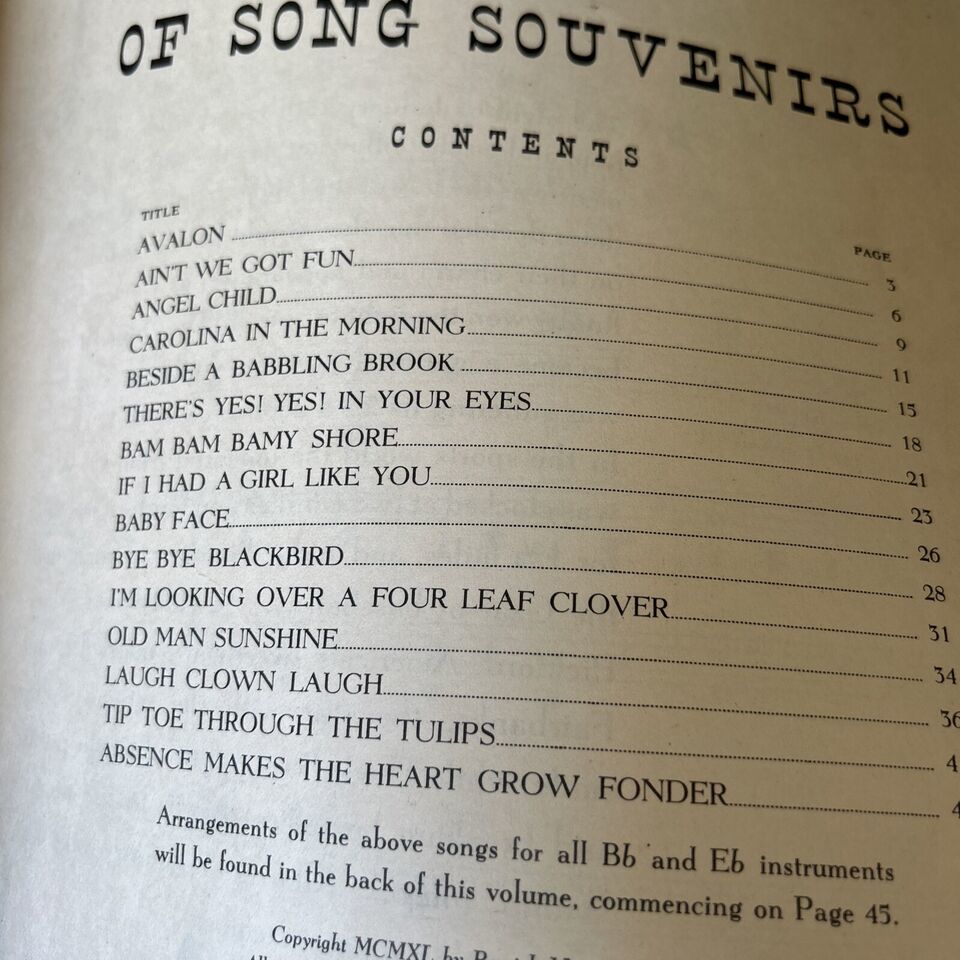 OF SONG SOUVENIRS
CONTENTS
TITLE PAGE
AVALON 3
AIN'T WE GOT FUN 6
ANGEL CHILD 9
CAROLINA IN THE MORNING 11
BESIDE A BABBLING BROOK 15
THERE'S YES! YES! IN YOUR EYES 18
BAM BAM BAMY SHORE 21
IF I HAD A GIRL LIKE YOU 23
BABY FACE 26
BYE BYE BLACKBIRD 28
I'M LOOKING OVER A FOUR LEAF CLOVER 31
OLD MAN SUNSHINE 34
LAUGH CLOWN LAUGH 36
TIP TOE THROUGH THE TULIPS 4
ABSENCE MAKES THE HEART GROW FONDER 4
Arrangements of the above songs for all Bb and Eb instruments
will be found in the back of this volume, commencing on Page 45.
Copyright MCMXL by